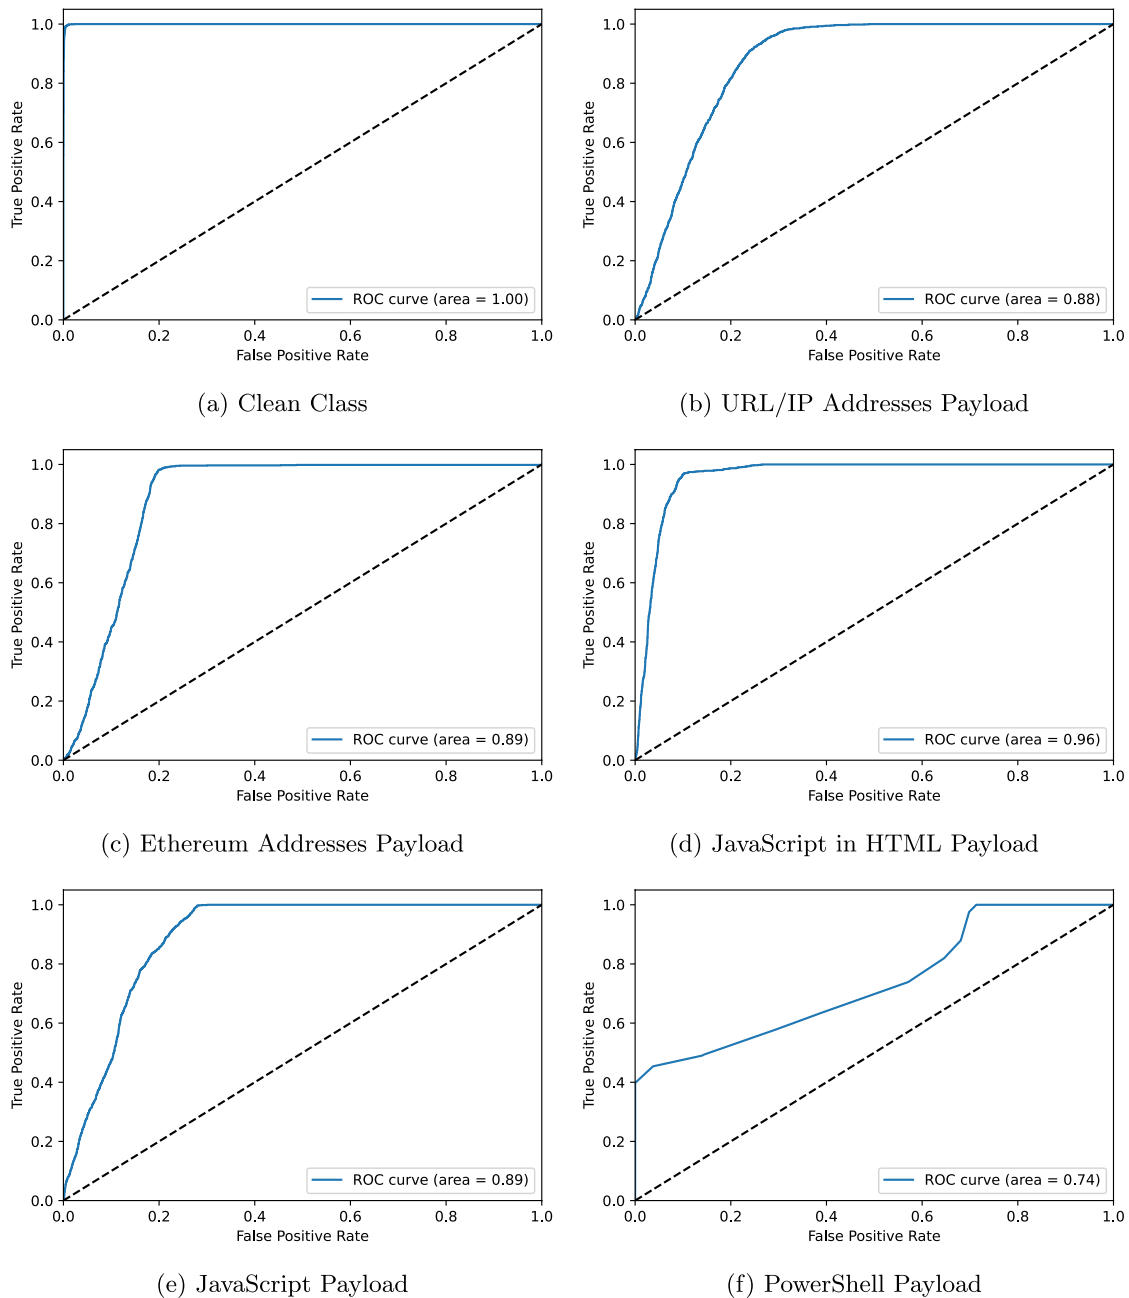 1.0
0.8
0.6
0.4
0.2
0.0
True Positive Rate
ROC curve (area = 1.00)
0.0 0.2 0.4 0.6 0.8 1.0
False Positive Rate
(a) Clean Class
1.0
0.8
0.6
0.4
0.2
0.0
True Positive Rate
ROC curve (area = 0.88)
0.0 0.2 0.4 0.6 0.8 1.0
False Positive Rate
(b) URL/IP Addresses Payload
1.0
0.8
0.6
0.4
0.2
0.0
True Positive Rate
ROC curve (area = 0.89)
0.0 0.2 0.4 0.6 0.8 1.0
False Positive Rate
(c) Ethereum Addresses Payload
1.0
0.8
0.6
0.4
0.2
0.0
True Positive Rate
ROC curve (area = 0.96)
0.0 0.2 0.4 0.6 0.8 1.0
False Positive Rate
(d) JavaScript in HTML Payload
1.0
0.8
0.6
0.4
0.2
0.0
True Positive Rate
ROC curve (area = 0.89)
0.0 0.2 0.4 0.6 0.8 1.0
False Positive Rate
(e) JavaScript Payload
1.0
0.8
0.6
0.4
0.2
0.0
True Positive Rate
ROC curve (area = 0.74)
0.0 0.2 0.4 0.6 0.8 1.0
False Positive Rate
(f) PowerShell Payload